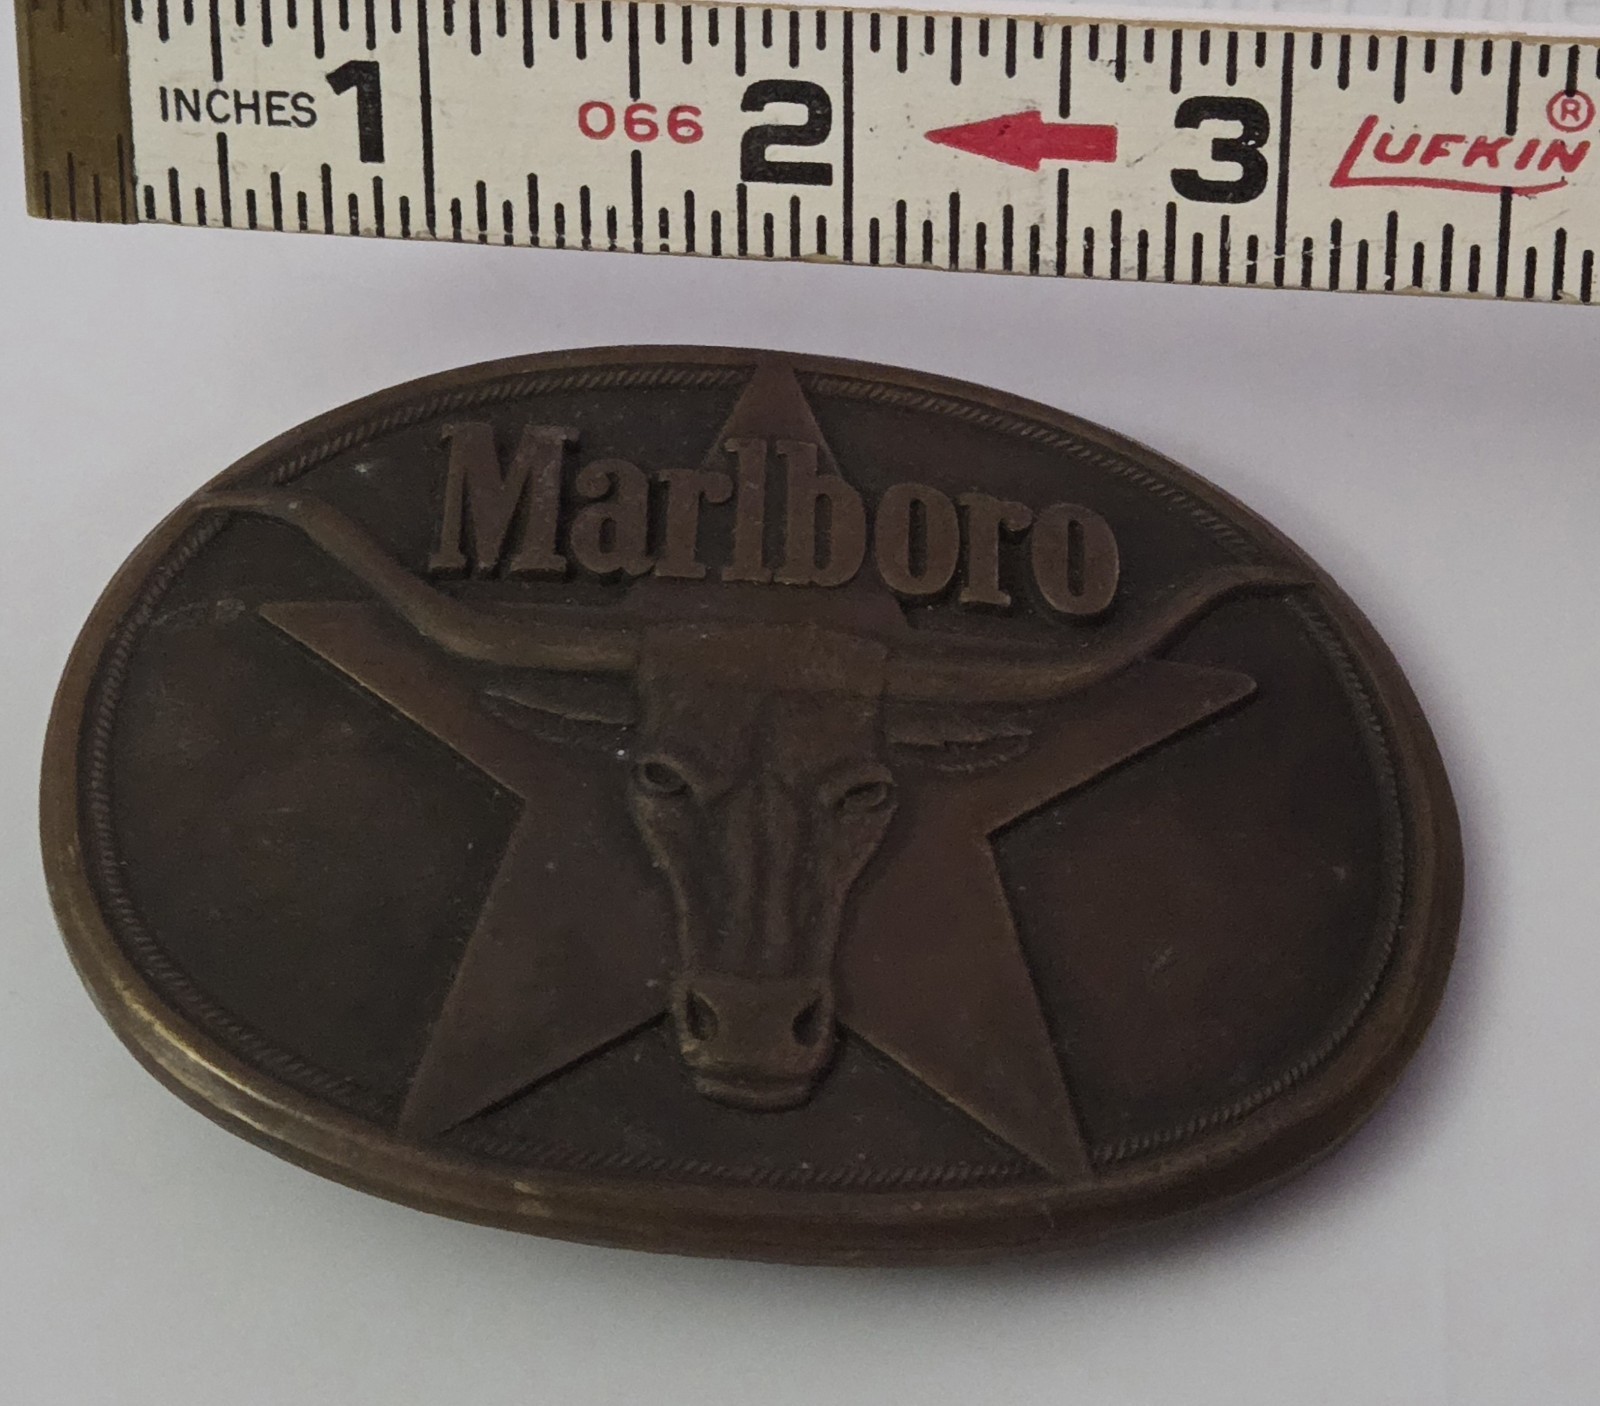 INCHES 1 066 2 3 LUFKIN ®
Marlboro